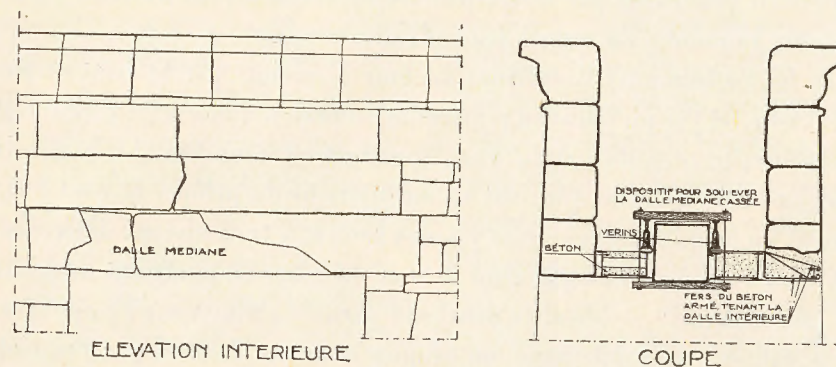 DALLE MEDIANE
ELEVATION INTERIEURE
DISPOSITIF POUR SOULEVER
LA DALLE MEDIANE CASSÉE
VERINS
BÉTON
FERS DU BETON
ARMÉ TENANT LA
DALLE INTÉRIEURE
COUPE